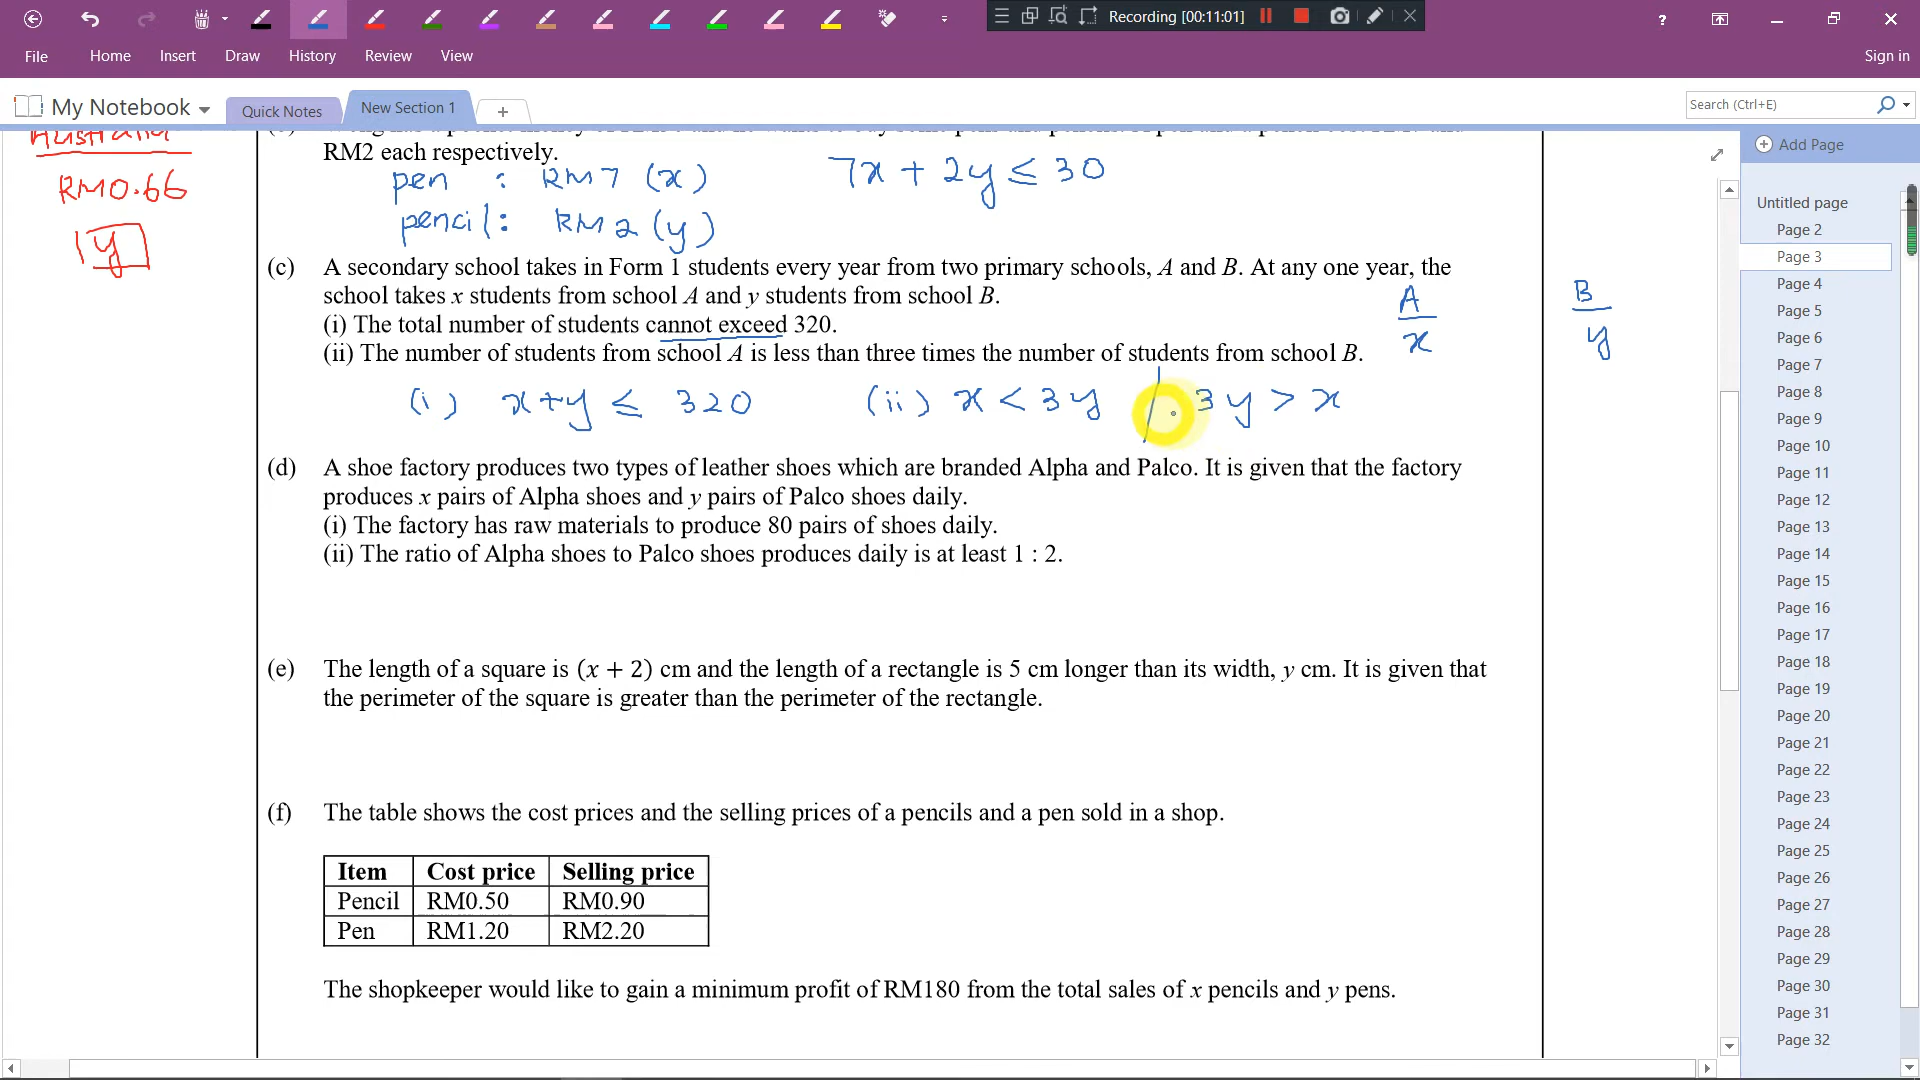 Recording [00:11:01]
File Home Insert Draw History Review View
Sign in
My Notebook
Quick Notes
New Section 1
Search (Ctrl+E)
Add Page
Australia
RM0.66
1 y
RM2 each respectively.
pen : RM7 (x)
7x + 2y ≤ 30
pencil: RM2 (y)
(c) A secondary school takes in Form 1 students every year from two primary schools, A and B. At any one year, the
school takes x students from school A and y students from school B.
(i) The total number of students cannot exceed 320.
(ii) The number of students from school A is less than three times the number of students from school B.
A
x
B
y
(i) x+y ≤ 320
(ii) x < 3y / 3y > x
(d) A shoe factory produces two types of leather shoes which are branded Alpha and Palco. It is given that the factory
produces x pairs of Alpha shoes and y pairs of Palco shoes daily.
(i) The factory has raw materials to produce 80 pairs of shoes daily.
(ii) The ratio of Alpha shoes to Palco shoes produces daily is at least 1 : 2.
(e) The length of a square is (x + 2) cm and the length of a rectangle is 5 cm longer than its width, y cm. It is given that
the perimeter of the square is greater than the perimeter of the rectangle.
(f) The table shows the cost prices and the selling prices of a pencils and a pen sold in a shop.
Item Cost price Selling price
Pencil RM0.50 RM0.90
Pen RM1.20 RM2.20
The shopkeeper would like to gain a minimum profit of RM180 from the total sales of x pencils and y pens.
Untitled page
Page 2
Page 3
Page 4
Page 5
Page 6
Page 7
Page 8
Page 9
Page 10
Page 11
Page 12
Page 13
Page 14
Page 15
Page 16
Page 17
Page 18
Page 19
Page 20
Page 21
Page 22
Page 23
Page 24
Page 25
Page 26
Page 27
Page 28
Page 29
Page 30
Page 31
Page 32